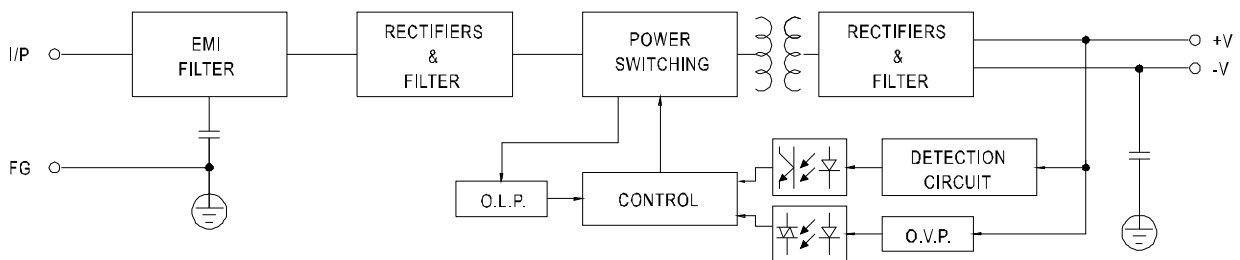 I/P
EMI
FILTER
RECTIFIERS
&
FILTER
POWER
SWITCHING
RECTIFIERS
&
FILTER
+V
-V
FG
O.L.P.
CONTROL
DETECTION
CIRCUIT
O.V.P.